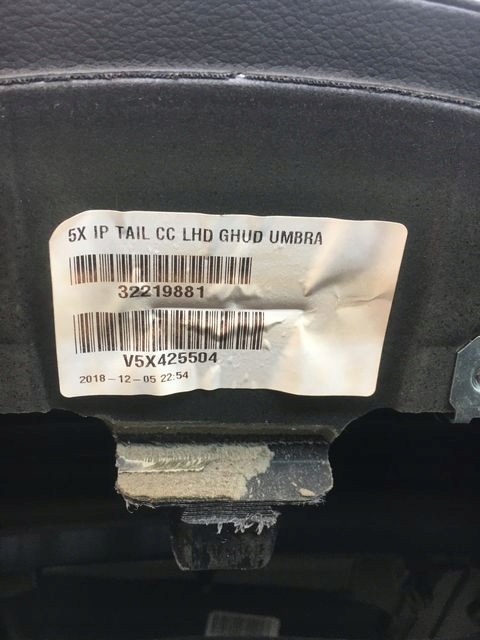 5X IP TAIL CC LHD GHUD UMBRA
32219881
V5X425504
2018-12-05 22:54